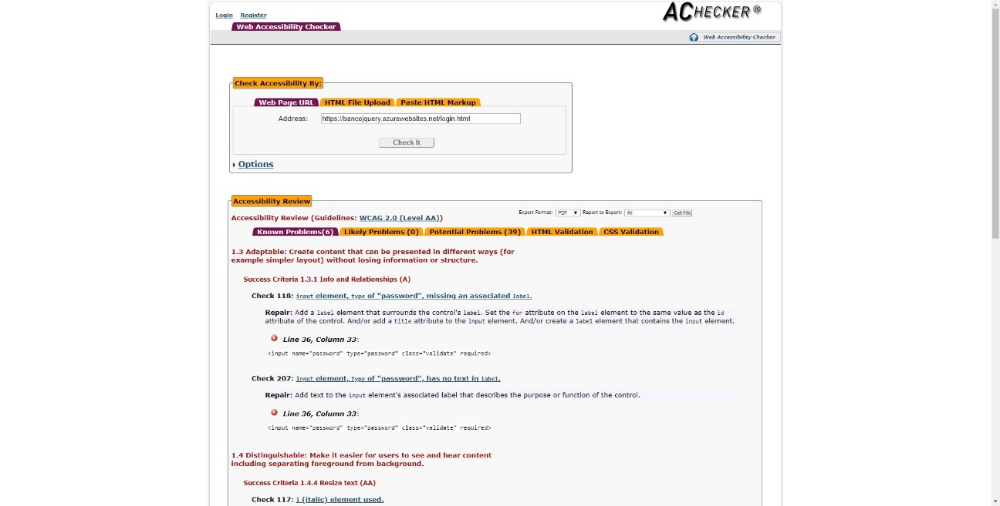 Login Register
ACHECKER ®
Web Accessibility Checker
Web Accessibility Checker
Check Accessibility By:
Web Page URL HTML File Upload Paste HTML Markup
Address: https://bancojquery.azurewebsites.net/login.html
Check It
Options
Accessibility Review
Export Format: PDF Report to Export: All Get File
Accessibility Review (Guidelines: WCAG 2.0 (Level AA))
Known Problems(6) Likely Problems (0) Potential Problems (39) HTML Validation CSS Validation
1.3 Adaptable: Create content that can be presented in different ways (for
example simpler layout) without losing information or structure.
Success Criteria 1.3.1 Info and Relationships (A)
Check 118: input element, type of "password", missing an associated label.
Repair: Add a label element that surrounds the control's label. Set the for attribute on the label element to the same value as the id
attribute of the control. And/or add a title attribute to the input element. And/or create a label element that contains the input element.
Line 36, Column 33:
<input name="password" type="password" class="validate" required>
Check 207: input element, type of "password", has no text in label.
Repair: Add text to the input element's associated label that describes the purpose or function of the control.
Line 36, Column 33:
<input name="password" type="password" class="validate" required>
1.4 Distinguishable: Make it easier for users to see and hear content
including separating foreground from background.
Success Criteria 1.4.4 Resize text (AA)
Check 117: i (italic) element used.